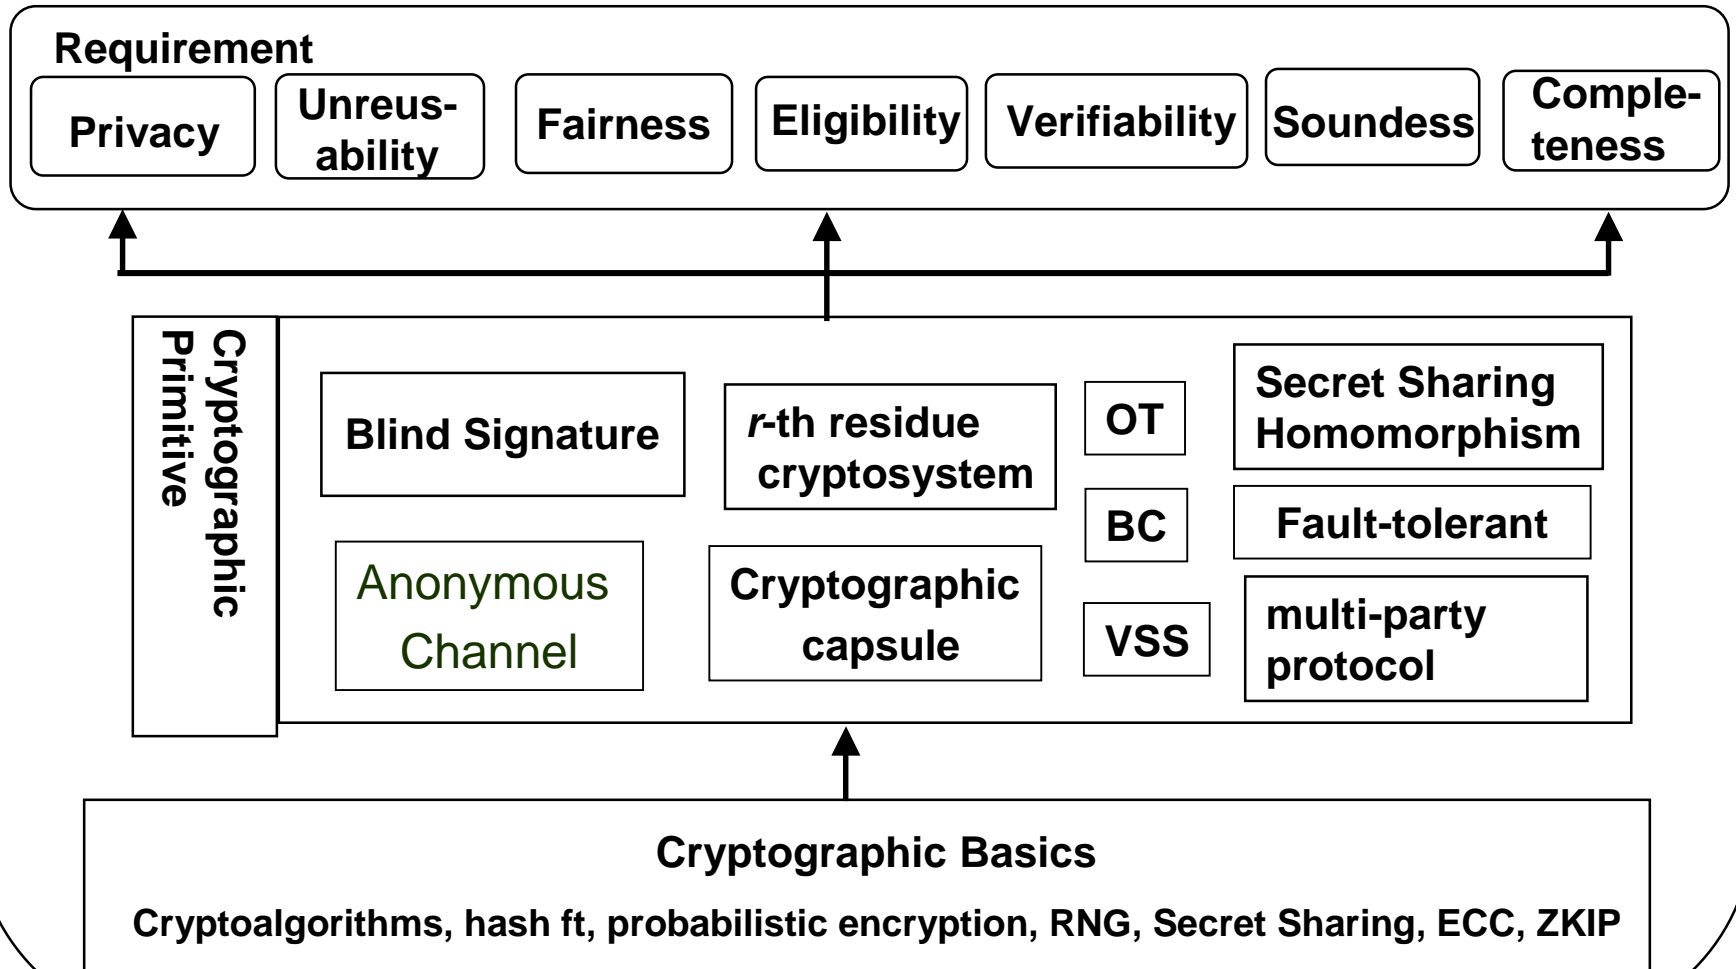 Requirement
Privacy
Unreus-
ability
Fairness
Eligibility
Verifiability
Soundess
Comple-
teness
Cryptographic
Primitive
Blind Signature
r-th residue
cryptosystem
OT
Secret Sharing
Homomorphism
BC
Fault-tolerant
Anonymous
Channel
Cryptographic
capsule
VSS
multi-party
protocol
Cryptographic Basics
Cryptoalgorithms, hash ft, probabilistic encryption, RNG, Secret Sharing, ECC, ZKIP